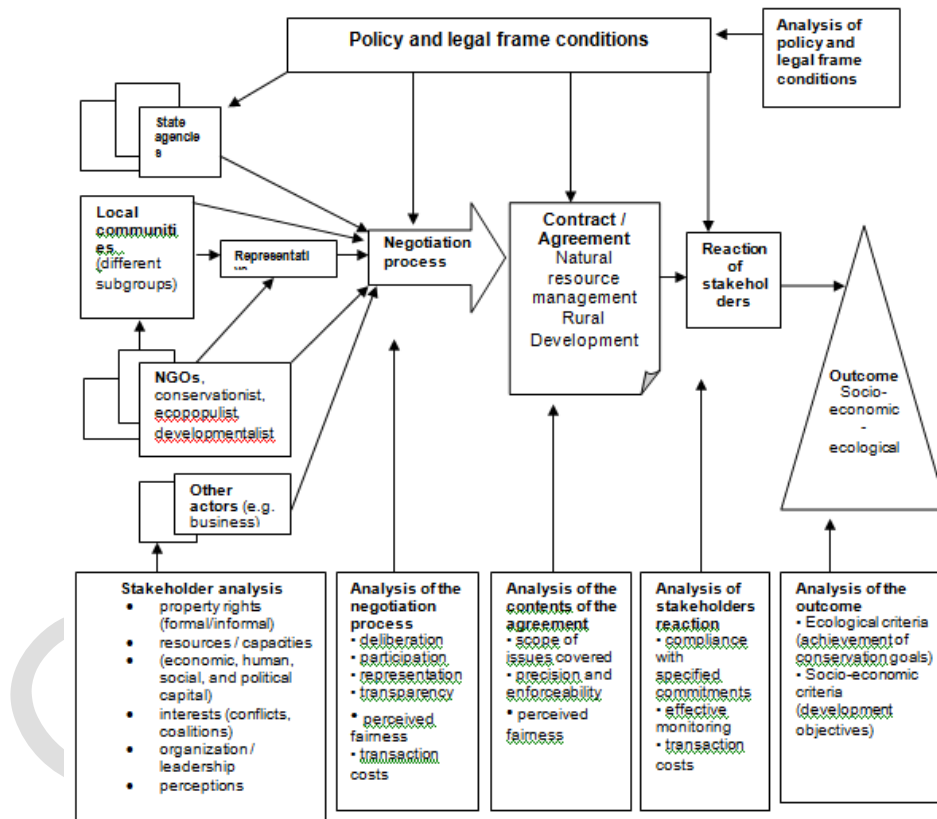 Policy and legal frame conditions
Analysis of
policy and
legal frame
conditions
State
agencie
s
Local
communiti
es
(different
subgroups)
Representati
Negotiation
process
Contract /
Agreement
Natural
resource
management
Rural
Development
Reaction
of
stakehol
ders
NGOs,
conservationist,
ecopopulist,
developmentalist
Outcome
Socio-
economic
-
ecological
Other
actors (e.g.
business)
Stakeholder analysis
• property rights
(formal/informal)
• resources / capacities
• (economic, human,
social, and political
capital)
• interests (conflicts,
coalitions)
• organization /
leadership
• perceptions
Analysis of the
negotiation
process
• deliberation
• participation
• representation
• transparency
• perceived
fairness
• transaction
costs
Analysis of the
contents of the
agreement
• scope of
issues covered
• precision and
enforceability
• perceived
fairness
Analysis of
stakeholders
reaction
• compliance
with
specified
commitments
• effective
monitoring
• transaction
costs
Analysis of the
outcome
• Ecological criteria
(achievement of
conservation goals)
• Socio-economic
criteria
(development
objectives)